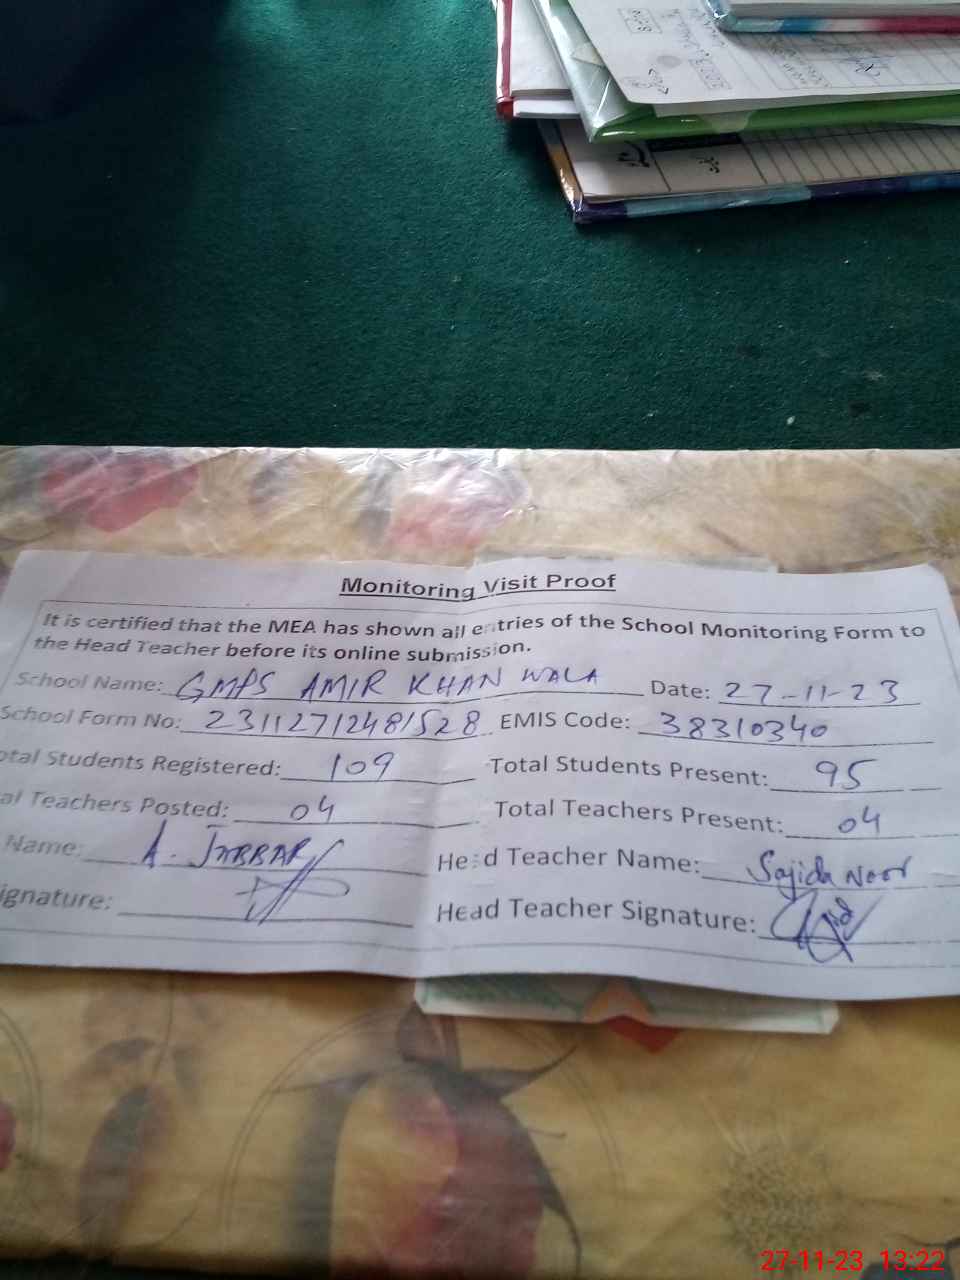 Monitoring Visit Proof
It is certified that the MEA has shown all entries of the School Monitoring Form to
the Head Teacher before its online submission.
School Name: GMPS AMIR KHAN WALA Date: 27-11-23
School Form No: 23112712481528 EMIS Code: 38310340
otal Students Registered: 109 Total Students Present: 95
al Teachers Posted: 04 Total Teachers Present: 04
Name: A. JABBAR Head Teacher Name: Sajida Noor
ignature: Head Teacher Signature:
27-11-23 13:22